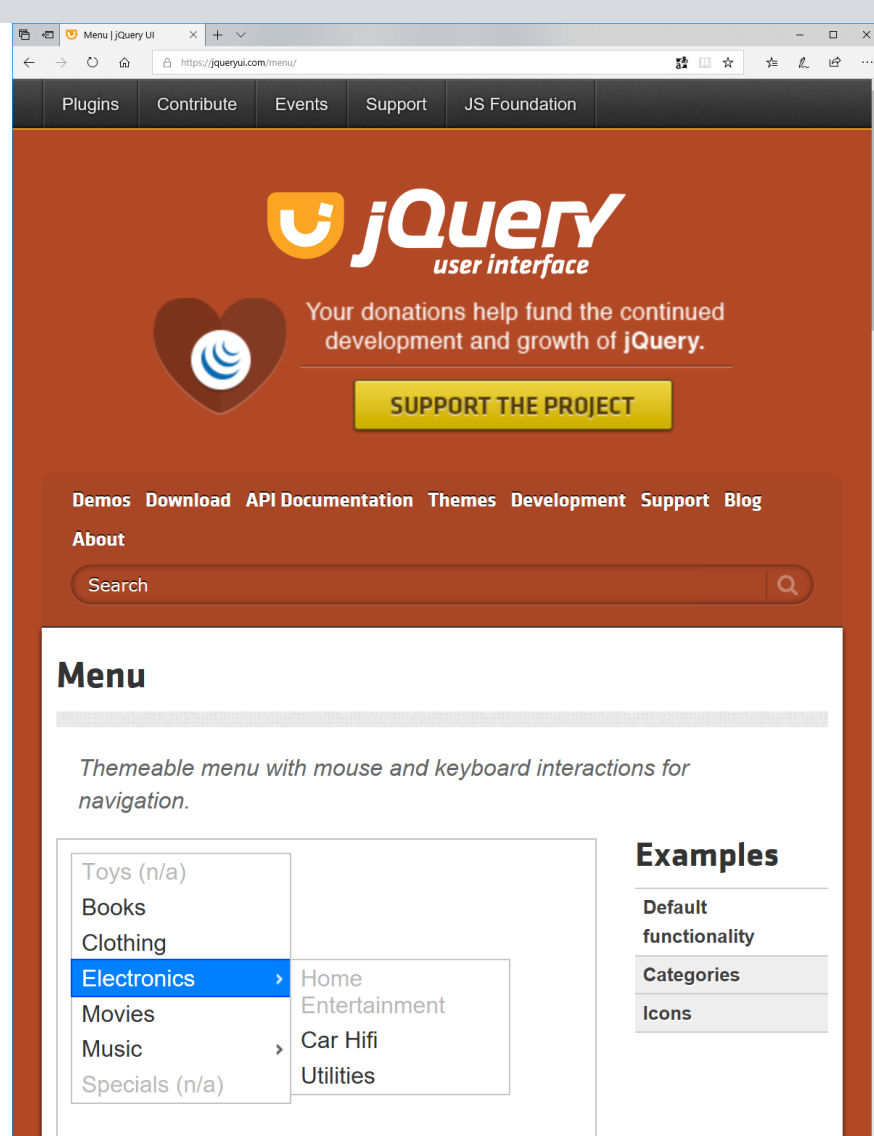 Menu | jQuery UI
https://jqueryui.com/menu/
Plugins Contribute Events Support JS Foundation
jQuery
user interface
Your donations help fund the continued
development and growth of jQuery.
SUPPORT THE PROJECT
Demos Download API Documentation Themes Development Support Blog
About
Search
Menu
Themeable menu with mouse and keyboard interactions for
navigation.
Toys (n/a)
Books
Clothing
Electronics
Movies
Music
Specials (n/a)
Home
Entertainment
Car Hifi
Utilities
Examples
Default
functionality
Categories
Icons